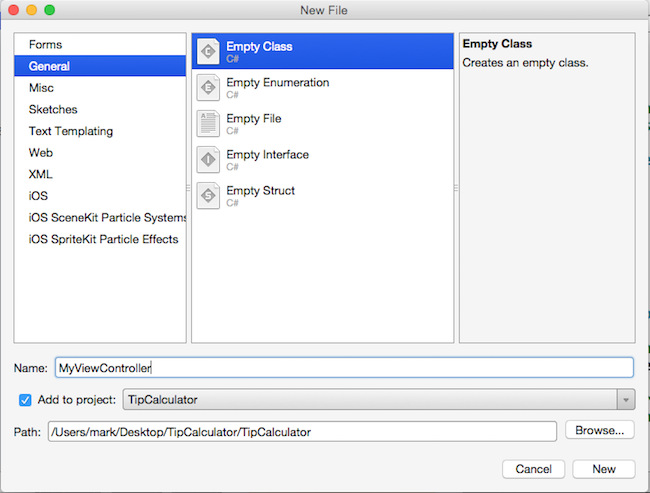 New File
Forms
General
Misc
Sketches
Text Templating
Web
XML
iOS
iOS SceneKit Particle Systems
iOS SpriteKit Particle Effects
Empty Class
C#
Empty Enumeration
C#
Empty File
C#
Empty Interface
C#
Empty Struct
C#
Empty Class
Creates an empty class.
Name: MyViewController
Add to project: TipCalculator
Path: /Users/mark/Desktop/TipCalculator/TipCalculator
Browse...
Cancel New